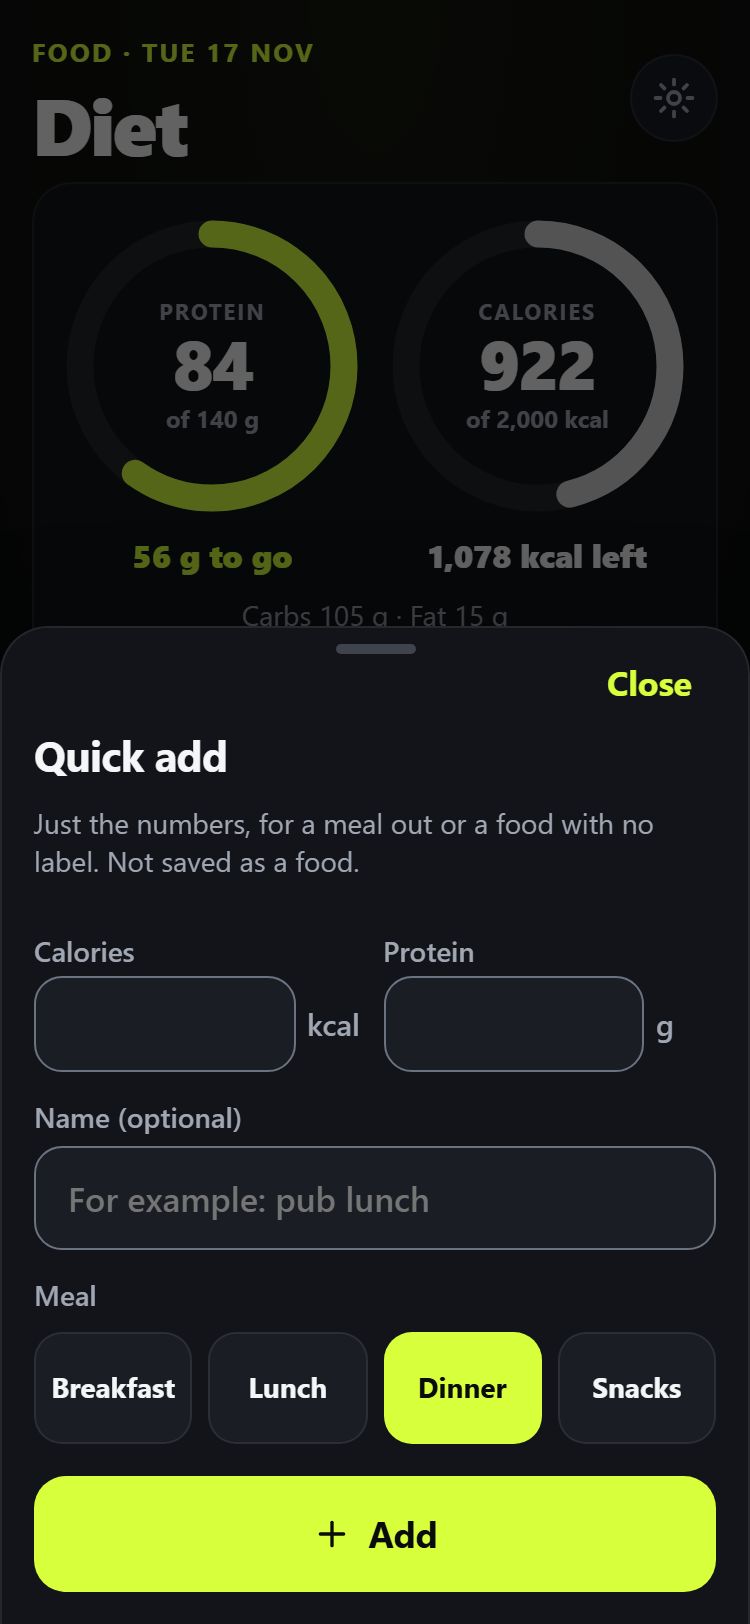 FOOD · TUE 17 NOV
Diet
PROTEIN
84
of 140 g
CALORIES
922
of 2,000 kcal
56 g to go
1,078 kcal left
Carbs 105 g · Fat 15 g
Close
Quick add
Just the numbers, for a meal out or a food with no
label. Not saved as a food.
Calories
Protein
kcal
g
Name (optional)
For example: pub lunch
Meal
Breakfast
Lunch
Dinner
Snacks
+ Add